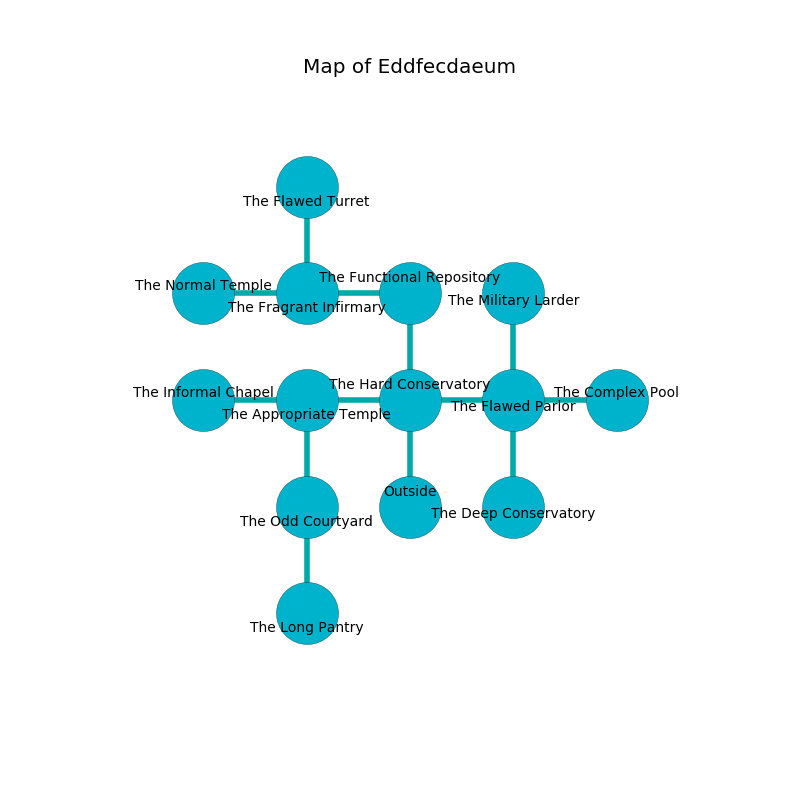 Map of Eddfecdaeum
The Flawed Turret
The Functional Repository
The Normal Temple
The Military Larder
The Fragrant Infirmary
The Hard Conservatory
The Informal Chapel
The Complex Pool
The Flawed Parlor
The Appropriate Temple
Outside
The Deep Conservatory
The Odd Courtyard
The Long Pantry